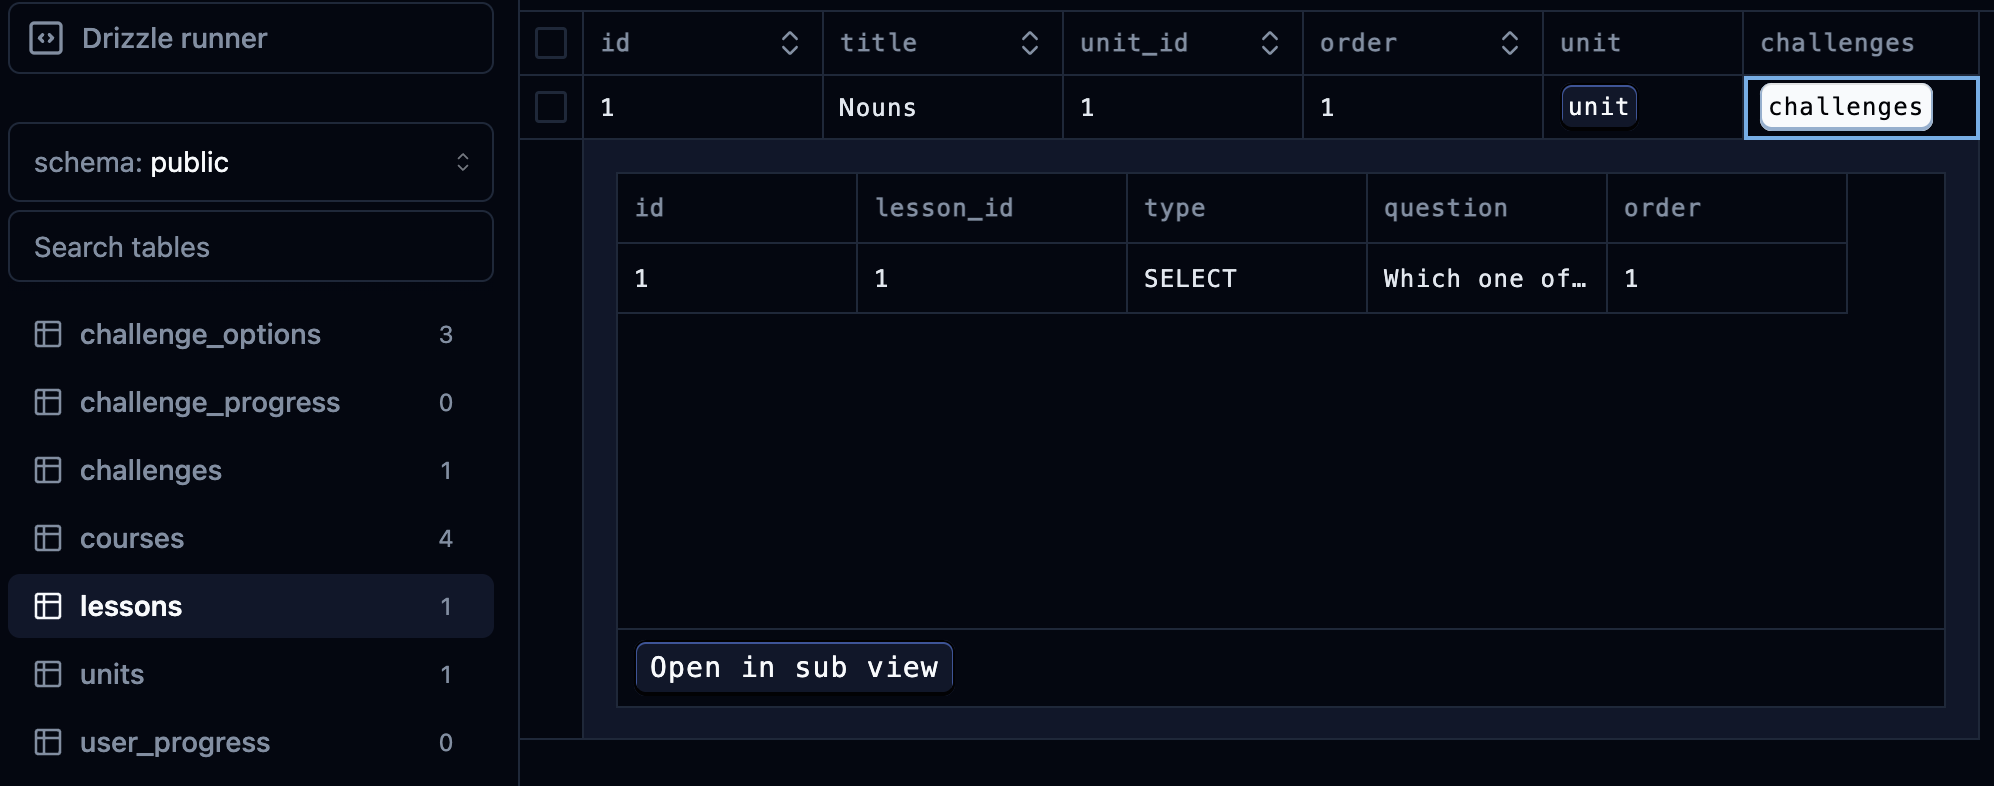 Drizzle runner
schema: public
Search tables
challenge_options 3
challenge_progress 0
challenges 1
courses 4
lessons 1
units 1
user_progress 0
id title unit_id order unit challenges
1 Nouns 1 1 unit challenges
id lesson_id type question order
1 1 SELECT Which one of… 1
Open in sub view